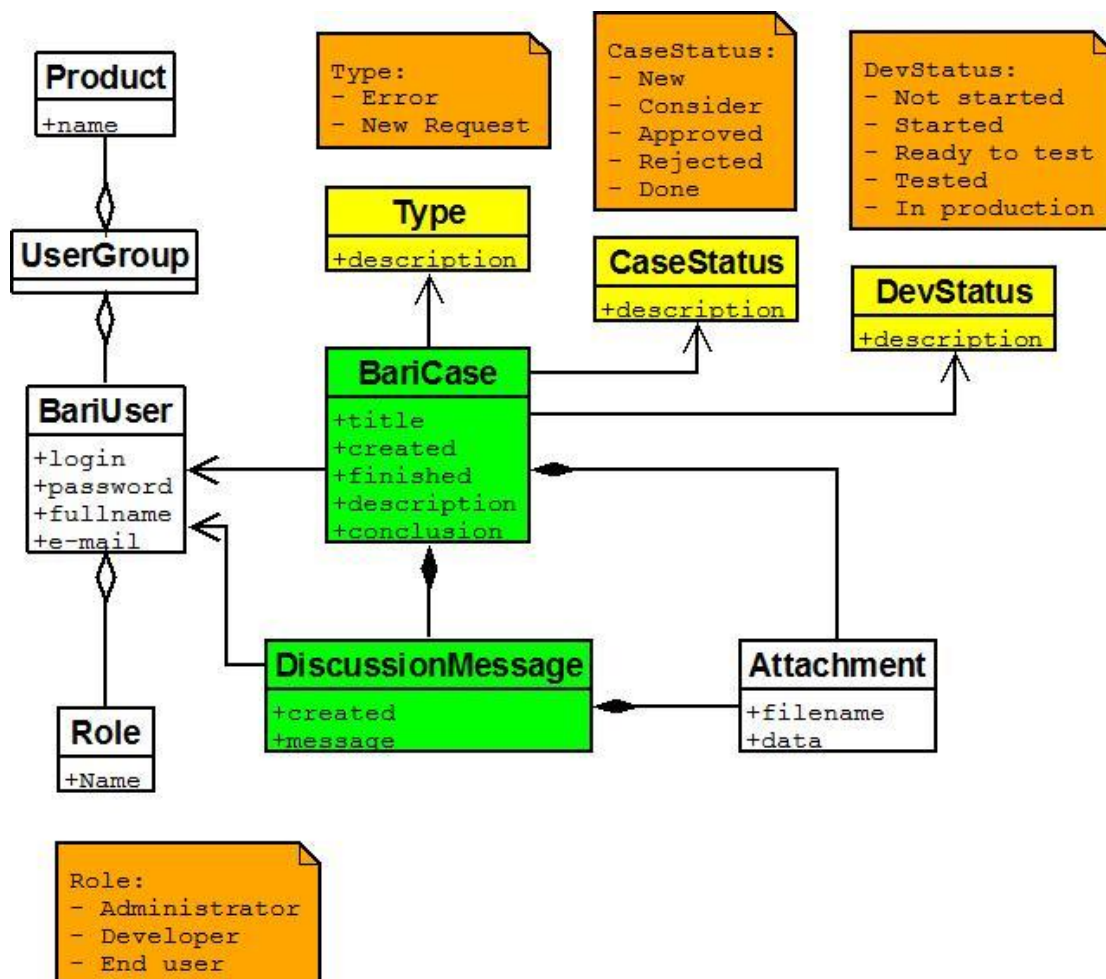 Product
+name
UserGroup
BariUser
+login
+password
+fullname
+e-mail
Role
+Name
Role:
- Administrator
- Developer
- End user
Type:
- Error
- New Request
Type
+description
CaseStatus:
- New
- Consider
- Approved
- Rejected
- Done
CaseStatus
+description
DevStatus:
- Not started
- Started
- Ready to test
- Tested
- In production
DevStatus
+description
BariCase
+title
+created
+finished
+description
+conclusion
DiscussionMessage
+created
+message
Attachment
+filename
+data